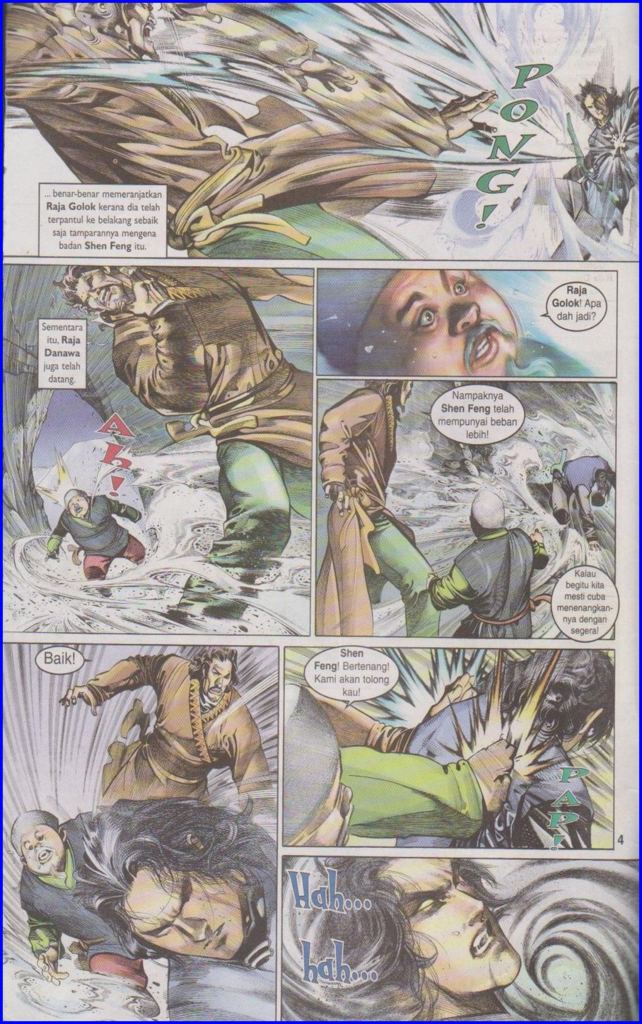 PONG!
... benar-benar memeranjatkan
Raja Golok kerana dia telah
terpantul ke belakang sebaik
saja tamparannya mengena
badan Shen Feng itu.
Sementara
itu, Raja
Danawa
juga telah
datang.
Ah!
Raja
Golok! Apa
dah jadi?
Nampaknya
Shen Feng telah
mempunyai beban
lebih!
Kalau
begitu kita
mesti cuba
menenangkan-
nya dengan
segera!
Baik!
Shen
Feng! Bertenang!
Kami akan tolong
kau!
PAP!
4
Hah...
hah...